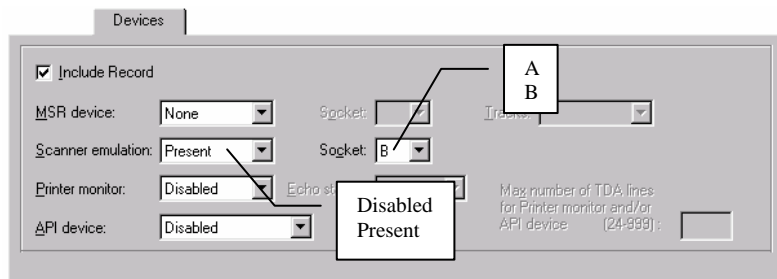 Devices
Include Record
A
B
MSR device: None Socket: Tracks:
Scanner emulation: Present Socket: B
Printer monitor: Disabled Echo st
Disabled
Present
Max number of TDA lines
for Printer monitor and/or
API device (24-999) :
API device: Disabled